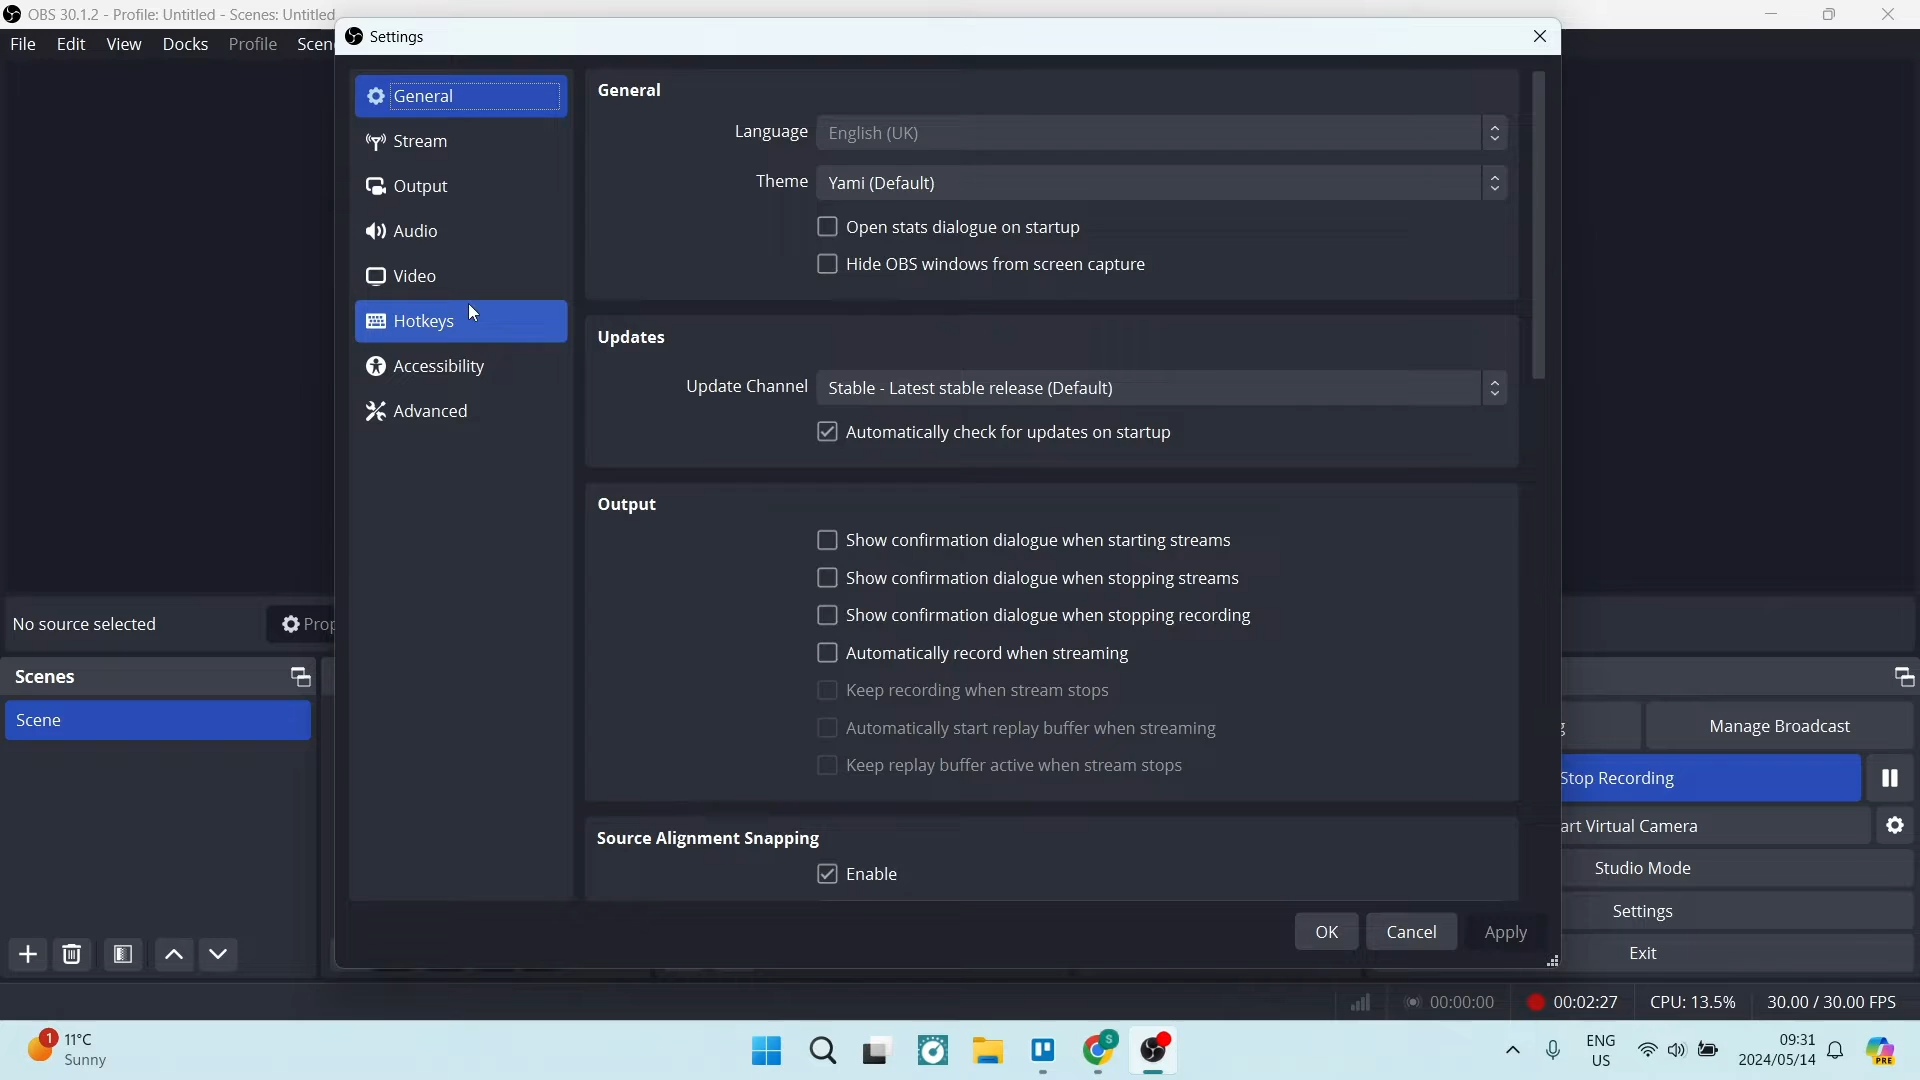 OBS 30.1.2 - Profile: Untitled - Scenes: Untitled
File Edit View Docks Profile Scen
Settings
General
Stream
Output
Audio
Video
Hotkeys
Accessibility
Advanced
General
Language English (UK)
Theme Yami (Default)
Open stats dialogue on startup
Hide OBS windows from screen capture
Updates
Update Channel Stable - Latest stable release (Default)
Automatically check for updates on startup
Output
Show confirmation dialogue when starting streams
Show confirmation dialogue when stopping streams
Show confirmation dialogue when stopping recording
Automatically record when streaming
Keep recording when stream stops
Automatically start replay buffer when streaming
Keep replay buffer active when stream stops
Source Alignment Snapping
Enable
OK Cancel Apply
No source selected
Prop
Scenes
Scene
g
Manage Broadcast
Stop Recording
art Virtual Camera
Studio Mode
Settings
Exit
00:00:00 00:02:27 CPU: 13.5% 30.00 / 30.00 FPS
1
11°C
Sunny
S
ENG
US
09:31
2024/05/14
PRE